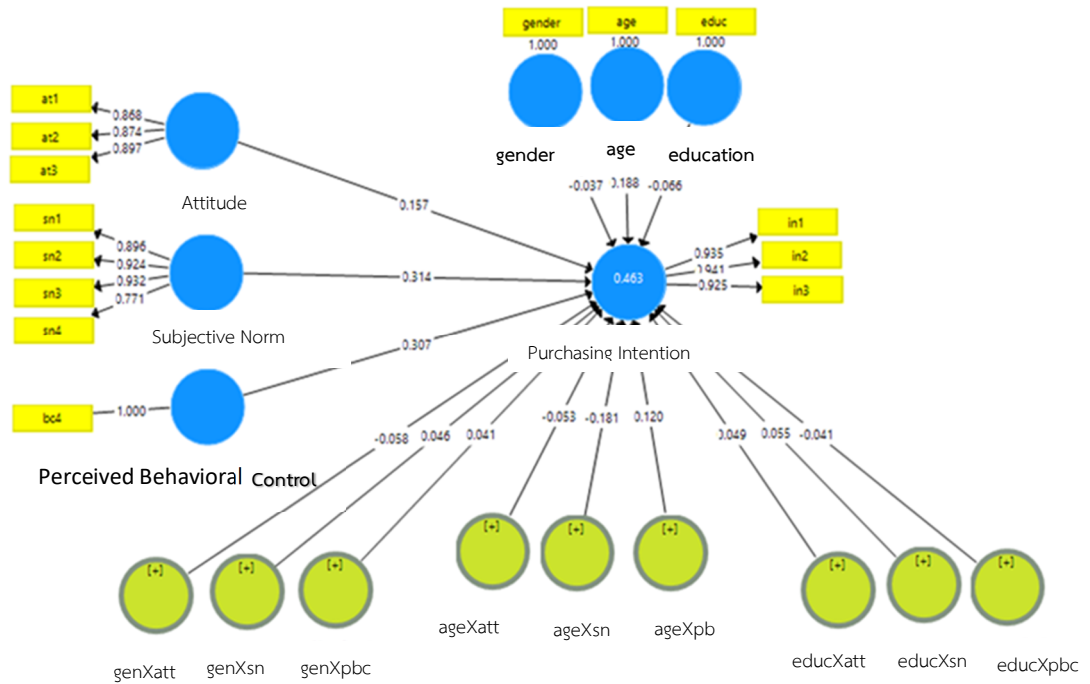 gender age educ
1.000 1.000 1.000
gender age education
-0.037 0.188 -0.066
at1 0.868
at2 0.874
at3 0.897
Attitude
0.157
sn1 0.896
sn2 0.924
sn3 0.932
sn4 0.771
Subjective Norm
0.314
bc4 1.000
Perceived Behavioral Control
0.307
0.463
Purchasing Intention
0.935 in1
0.941 in2
0.925 in3
-0.058 0.046 0.041
-0.053 -0.181 0.120
0.049 0.055 -0.041
[+] [+] [+]
[+] [+] [+]
[+] [+] [+]
genXatt genXsn genXpbc
ageXatt ageXsn ageXpb
educXatt educXsn educXpbc